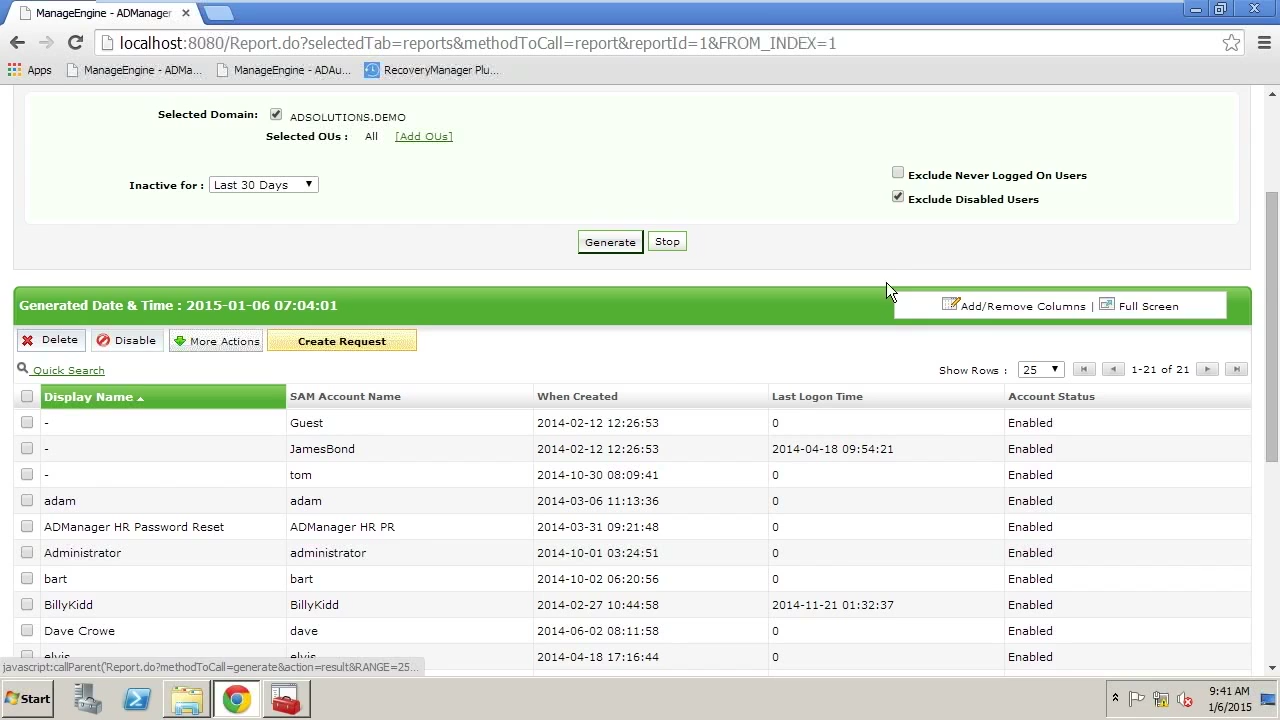 ManageEngine - ADManager
localhost:8080/Report.do?selectedTab=reports&methodToCall=report&reportId=1&FROM_INDEX=1
Apps ManageEngine - ADMa... ManageEngine - ADAu... RecoveryManager Plu...
Selected Domain: ADSOLUTIONS.DEMO
Selected OUs : All [Add OUs]
Inactive for : Last 30 Days
Exclude Never Logged On Users
Exclude Disabled Users
Generate Stop
Generated Date & Time : 2015-01-06 07:04:01 Add/Remove Columns | Full Screen
Delete Disable More Actions Create Request
Quick Search Show Rows : 25 1-21 of 21
Display Name SAM Account Name When Created Last Logon Time Account Status
- Guest 2014-02-12 12:26:53 0 Enabled
- JamesBond 2014-02-12 12:26:53 2014-04-18 09:54:21 Enabled
- tom 2014-10-30 08:09:41 0 Enabled
adam adam 2014-03-06 11:13:36 0 Enabled
ADManager HR Password Reset ADManager HR PR 2014-03-31 09:21:48 0 Enabled
Administrator administrator 2014-10-01 03:24:51 0 Enabled
bart bart 2014-10-02 06:20:56 0 Enabled
BillyKidd BillyKidd 2014-02-27 10:44:58 2014-11-21 01:32:37 Enabled
Dave Crowe dave 2014-06-02 08:11:58 0 Enabled
elvis elvis 2014-04-18 17:16:44 0 Enabled
javascript:callParent('Report.do?methodToCall=generate&action=result&RANGE=25...
Start 9:41 AM
1/6/2015